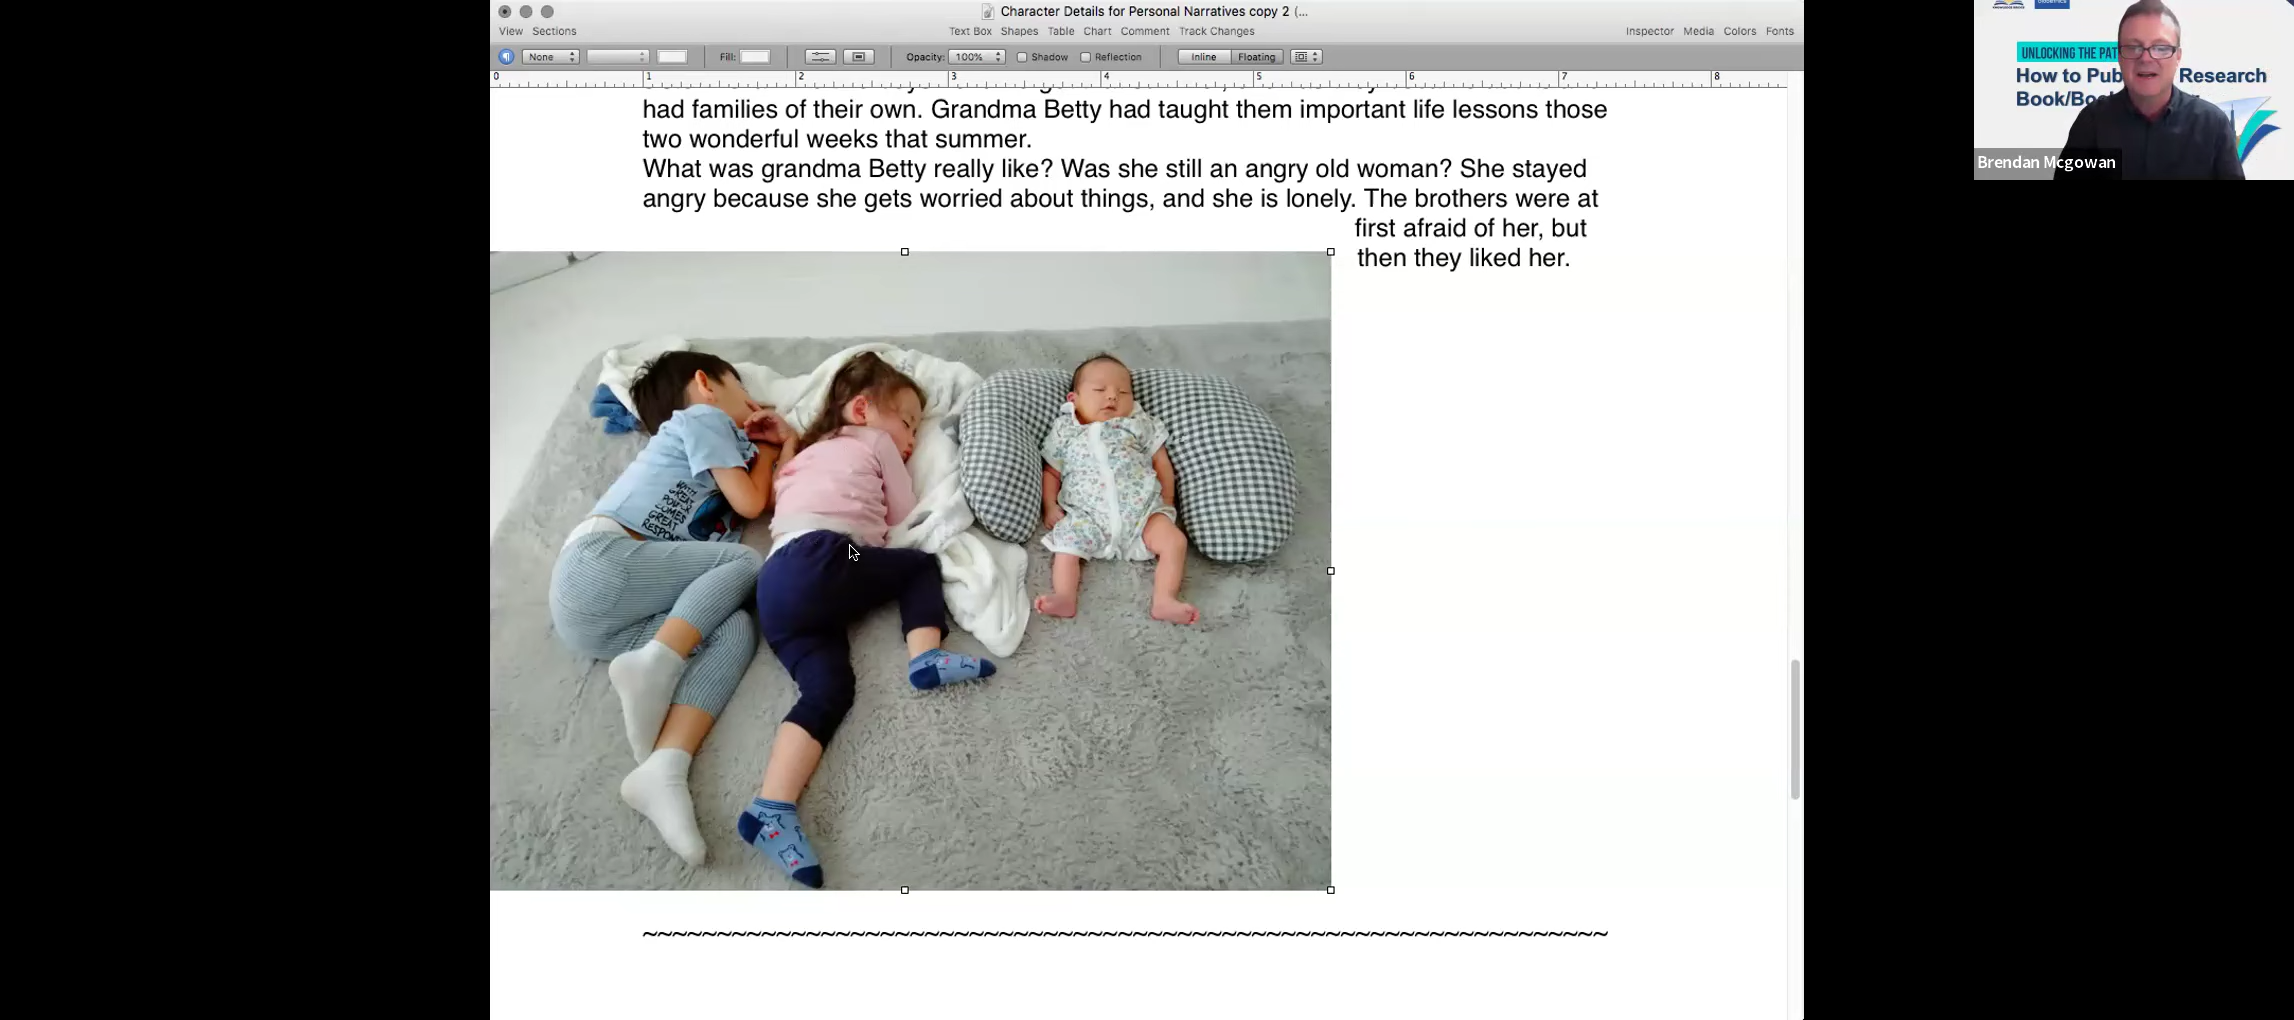 Character Details for Personal Narratives copy 2 (...
View Sections Text Box Shapes Table Chart Comment Track Changes Inspector Media Colors Fonts
None Fill: Opacity: 100% Shadow Reflection Inline Floating
0 1 2 3 4 5 6 7 8
had families of their own. Grandma Betty had taught them important life lessons those
two wonderful weeks that summer.
What was grandma Betty really like? Was she still an angry old woman? She stayed
angry because she gets worried about things, and she is lonely. The brothers were at
first afraid of her, but
then they liked her.
WITH
GREAT
POWER
COMES
GREAT
~~~~~~~~~~~~~~~~~~~~~~~~~~~~~~~~~~~~~~~~~~~~~~~~~~~~~~~~~~~~~~~~~~
UNLOCKING THE
How to Research
Brendan Mcgowan